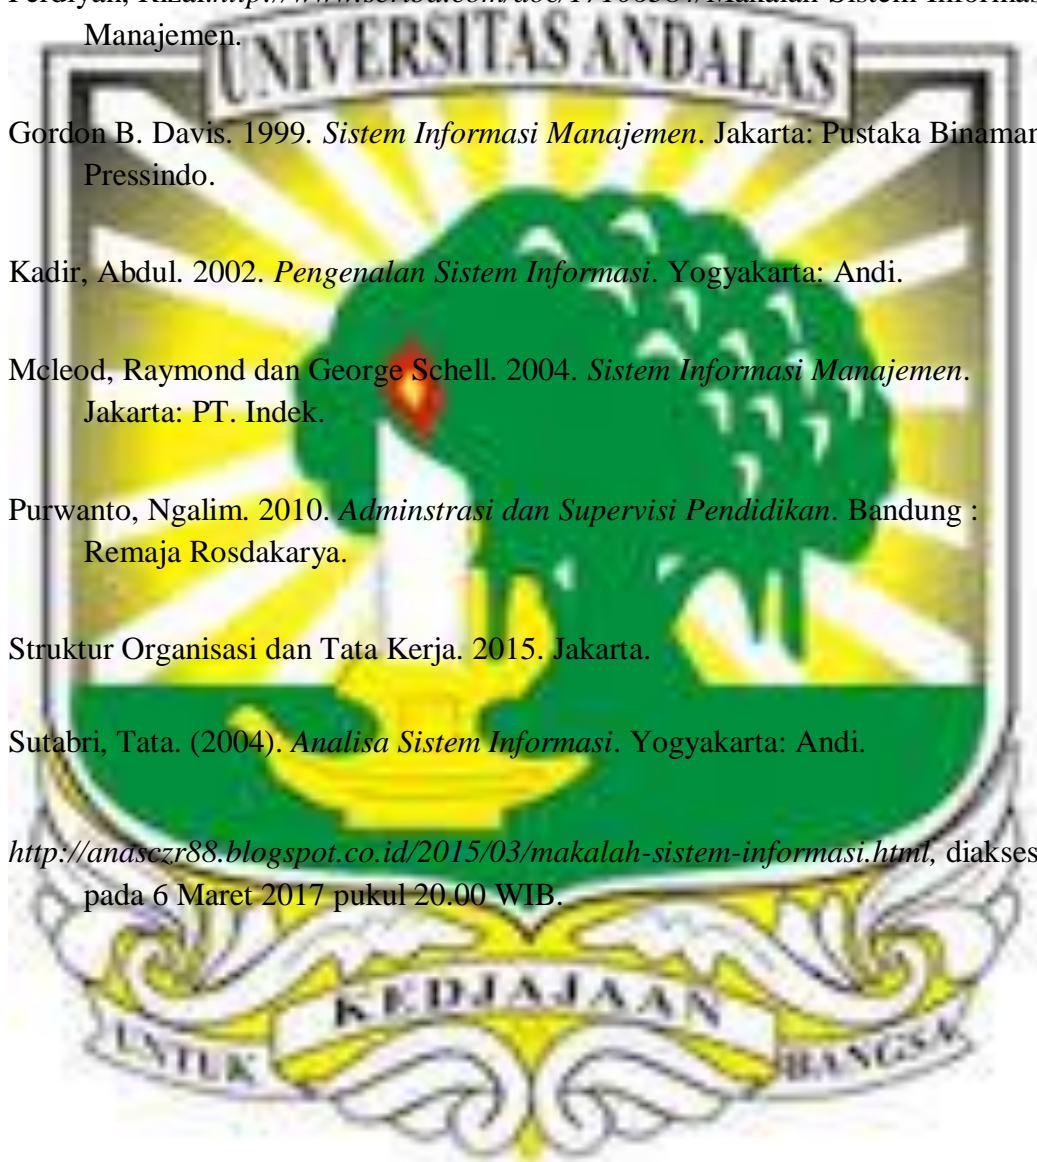 Manajemen.
UNIVERSITAS ANDALAS
Gordon B. Davis. 1999. Sistem Informasi Manajemen. Jakarta: Pustaka Binaman
Pressindo.
Kadir, Abdul. 2002. Pengenalan Sistem Informasi. Yogyakarta: Andi.
Mcleod, Raymond dan George Schell. 2004. Sistem Informasi Manajemen.
Jakarta: PT. Indek.
Purwanto, Ngalim. 2010. Adminstrasi dan Supervisi Pendidikan. Bandung :
Remaja Rosdakarya.
Struktur Organisasi dan Tata Kerja. 2015. Jakarta.
Sutabri, Tata. (2004). Analisa Sistem Informasi. Yogyakarta: Andi.
http://anasczr88.blogspot.co.id/2015/03/makalah-sistem-informasi.html, diakses
pada 6 Maret 2017 pukul 20.00 WIB.
KEDJAJAAN
UNTUK BANGSA